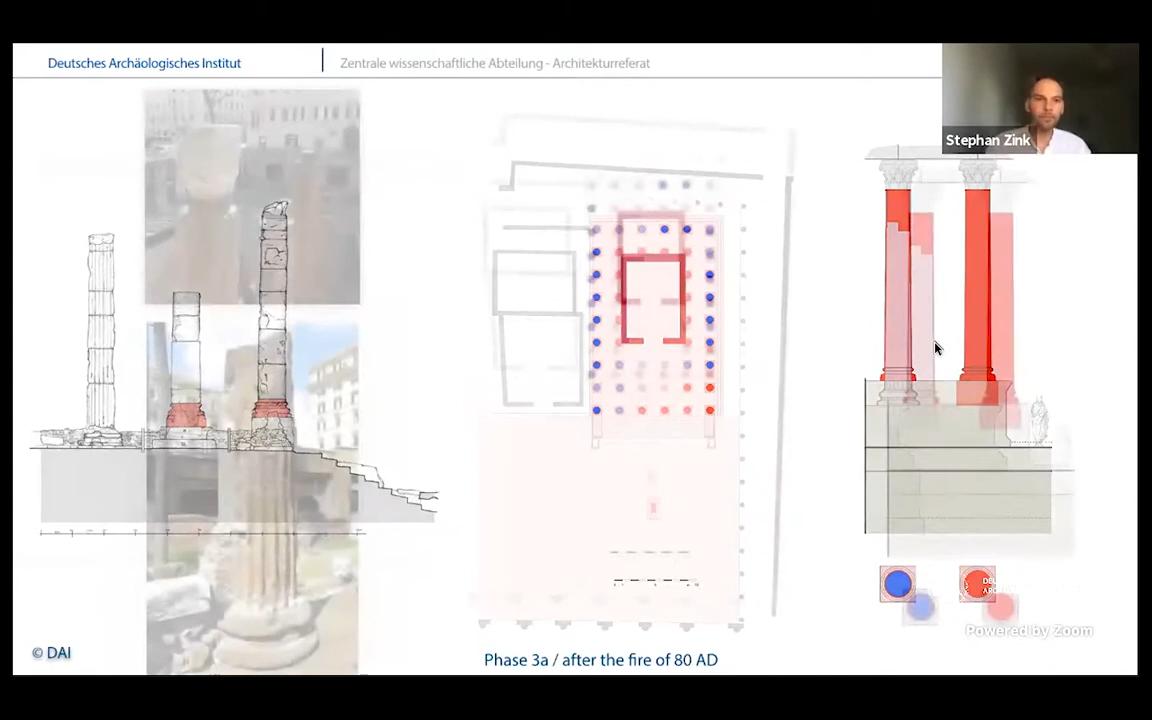 Deutsches Archäologisches Institut
Zentrale wissenschaftliche Abteilung - Architekturreferat
Stephan Zink
Powered by Zoom
© DAI
Phase 3a / after the fire of 80 AD